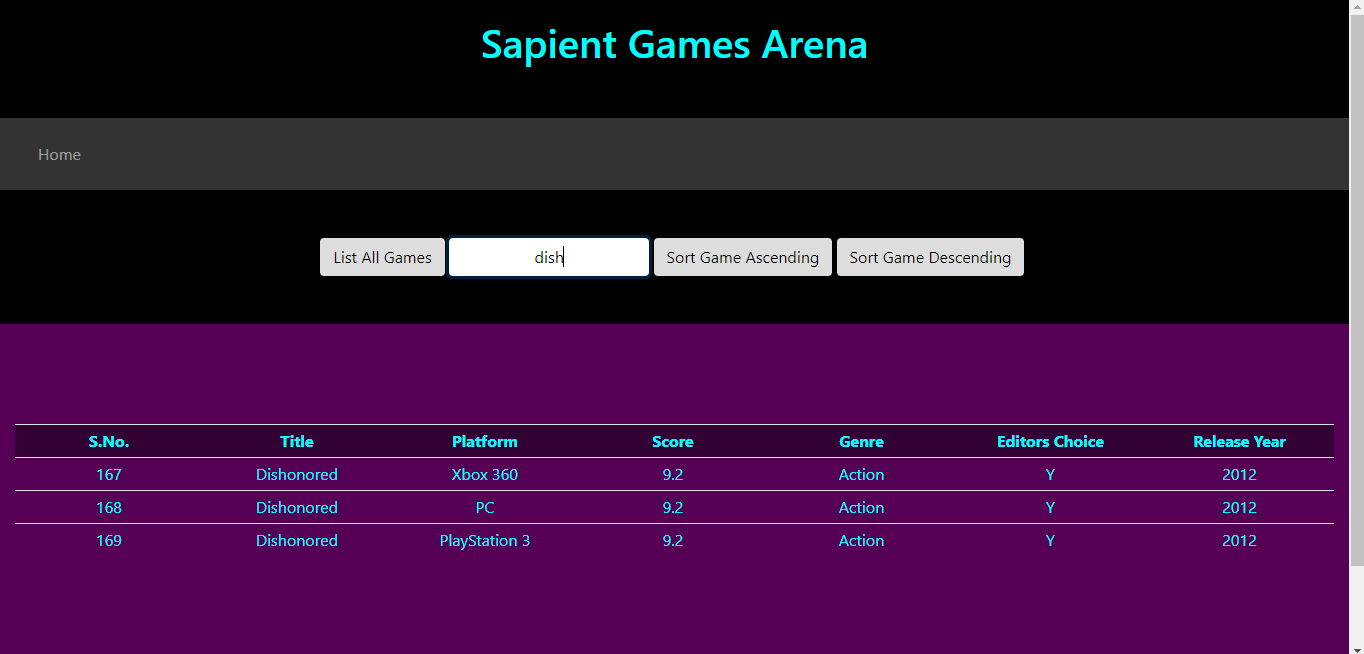 Sapient Games Arena
Home
List All Games dish Sort Game Ascending Sort Game Descending
S.No. Title Platform Score Genre Editors Choice Release Year
167 Dishonored Xbox 360 9.2 Action Y 2012
168 Dishonored PC 9.2 Action Y 2012
169 Dishonored PlayStation 3 9.2 Action Y 2012